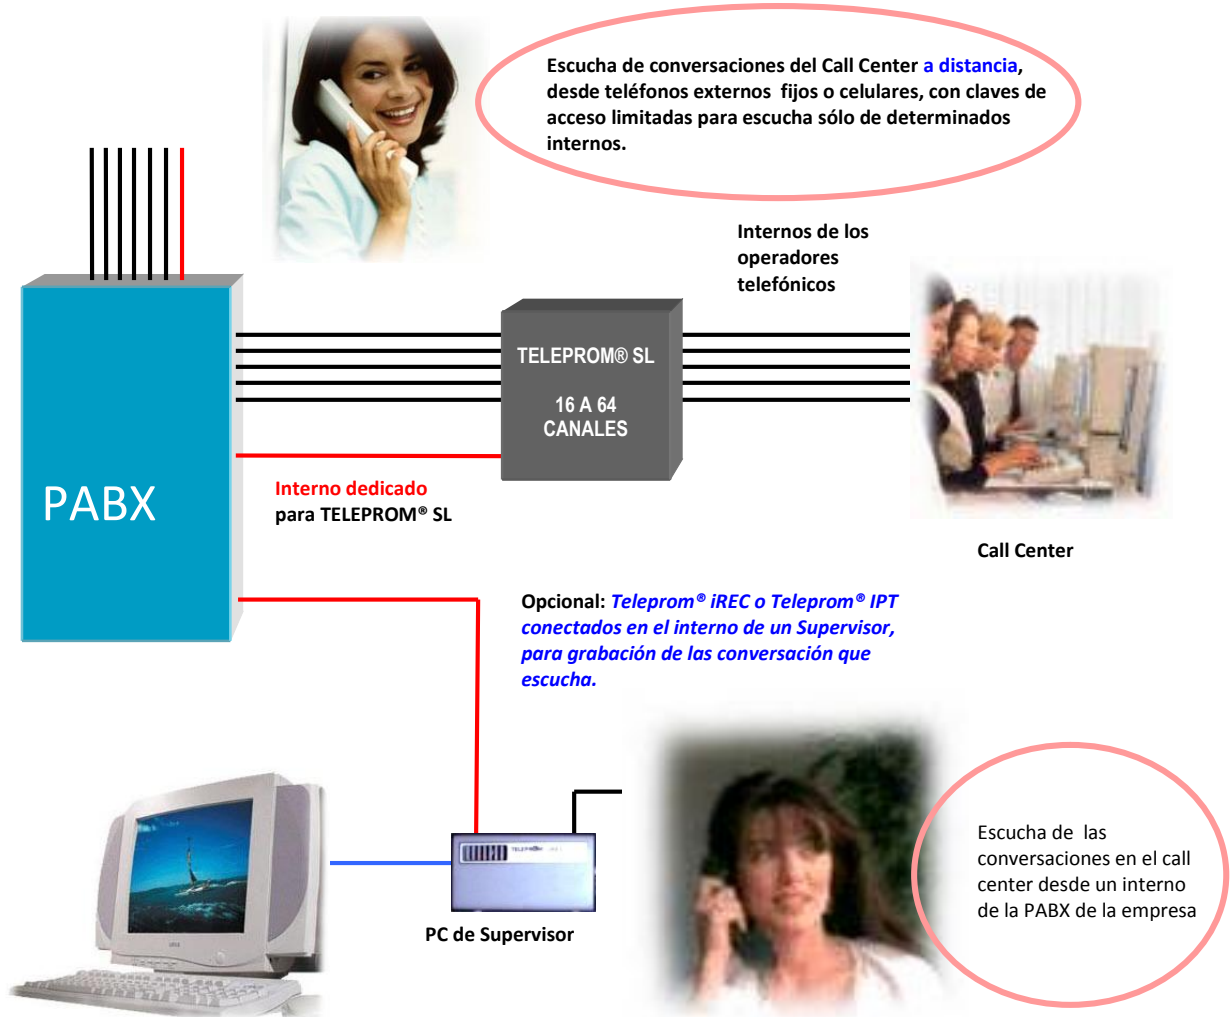 Escucha de conversaciones del Call Center a distancia,
desde teléfonos externos fijos o celulares, con claves de
acceso limitadas para escucha sólo de determinados
internos.
Internos de los
operadores
telefónicos
TELEPROM® SL
16 A 64
CANALES
PABX
Interno dedicado
para TELEPROM® SL
Call Center
Opcional: Teleprom® iREC o Teleprom® IPT
conectados en el interno de un Supervisor,
para grabación de las conversación que
escucha.
TELEPROM
PC de Supervisor
Escucha de las
conversaciones en el call
center desde un interno
de la PABX de la empresa